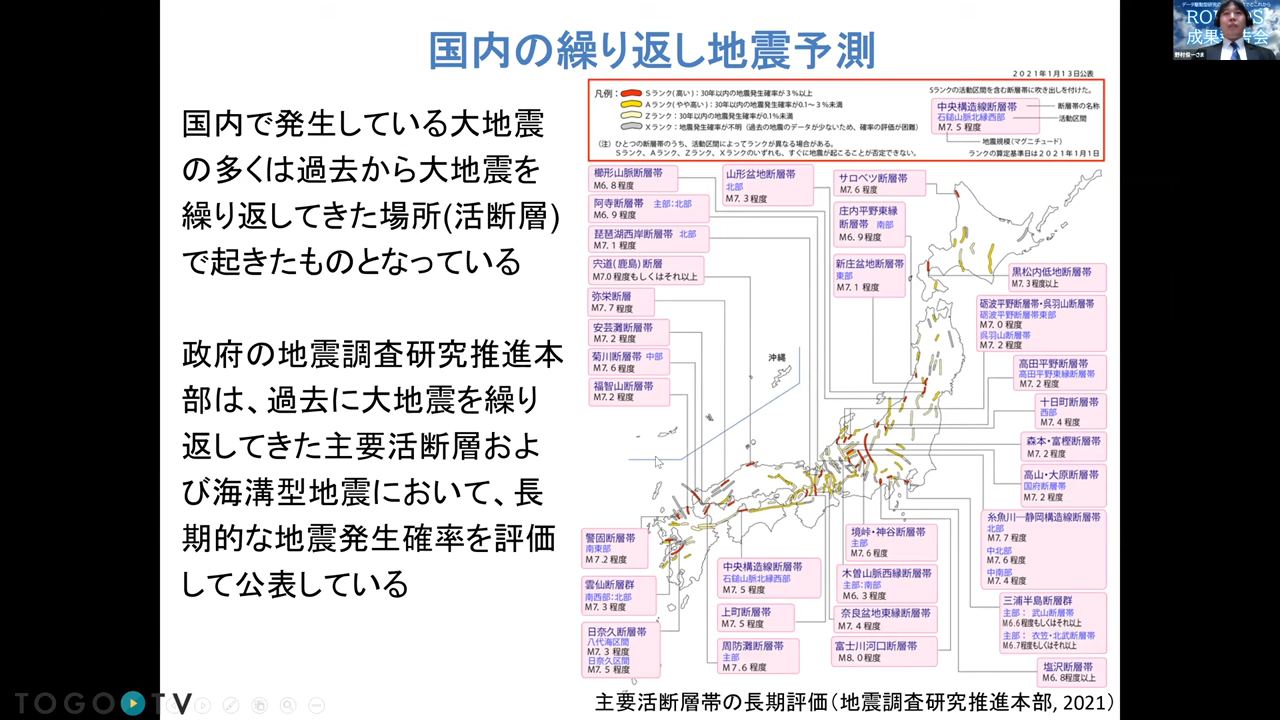 国内の繰り返し地震予測
国内で発生している大地震
の多くは過去から大地震を
繰り返してきた場所(活断層)
で起きたものとなっている
政府の地震調査研究推進本
部は、過去に大地震を繰り
返してきた主要活断層およ
び海溝型地震において、長
期的な地震発生確率を評価
して公表している
2021年1月13日公表
凡例:
Sランク(高い):30年以内の地震発生確率が3%以上
Aランク(やや高い):30年以内の地震発生確率が0.1〜3%未満
Zランク:30年以内の地震発生確率が0.1%未満
Xランク:地震発生確率が不明(過去の地震のデータが少ないため、確率の評価が困難)
(注)ひとつの断層帯のうち、活動区間によってランクが異なる場合がある。
Sランク、Aランク、Zランク、Xランクのいずれも、すぐに地震が起こることが否定できない。
Sランクの活動区間を含む断層帯に吹き出しを付けた。
中央構造線断層帯
石鎚山脈北縁西部
M7.5程度
断層帯の名称
活動区間
地震規模(マグニチュード)
ランクの算定基準日は2021年1月1日
櫛形山脈断層帯
M6.8程度
阿寺断層帯 主部:北部
M6.9程度
琵琶湖西岸断層帯 北部
M7.1程度
宍道(鹿島)断層
M7.0程度もしくはそれ以上
弥栄断層
M7.7程度
安芸灘断層帯
M7.2程度
菊川断層帯 中部
M7.6程度
福智山断層帯
M7.2程度
山形盆地断層帯
北部
M7.3程度
サロベツ断層帯
M7.6程度
庄内平野東縁
断層帯 南部
M6.9程度
新庄盆地断層帯
東部
M7.1程度
沖縄
黒松内低地断層帯
M7.3程度以上
砺波平野断層帯・呉羽山断層帯
砺波平野断層帯東部
M7.0程度
呉羽山断層帯
M7.2程度
高田平野断層帯
高田平野東縁断層帯
M7.2程度
十日町断層帯
西部
M7.4程度
森本・富樫断層帯
M7.2程度
高山・大原断層帯
国府断層帯
M7.2程度
糸魚川―静岡構造線断層帯
北部
M7.7程度
中北部
M7.6程度
中南部
M7.4程度
三浦半島断層群
主部:武山断層帯
M6.6程度もしくはそれ以上
主部:衣笠・北武断層帯
M6.7程度もしくはそれ以上
塩沢断層帯
M6.8程度以上
警固断層帯
南東部
M7.2程度
雲仙断層群
南西部:北部
M7.3程度
日奈久断層帯
八代海区間
M7.3程度
日奈久区間
M7.5程度
中央構造線断層帯
石鎚山脈北縁西部
M7.5程度
上町断層帯
M7.5程度
周防灘断層帯
主部
M7.6程度
境峠・神谷断層帯
主部
M7.6程度
木曽山脈西縁断層帯
主部:南部
M6.3程度
奈良盆地東縁断層帯
M7.4程度
富士川河口断層帯
M8.0程度
主要活断層帯の長期評価(地震調査研究推進本部, 2021)
TOGO TV